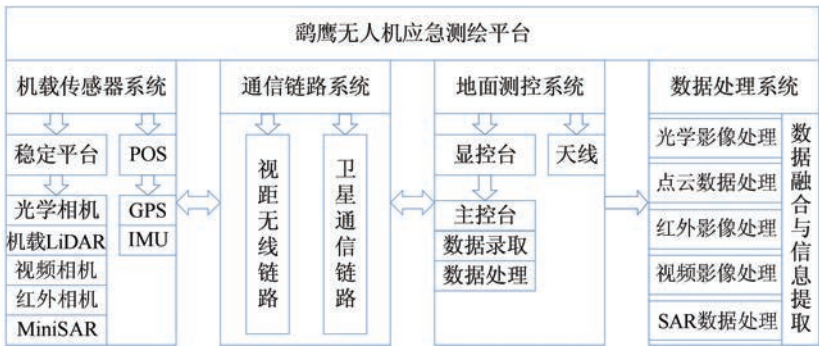 鹞鹰无人机应急测绘平台
机载传感器系统
稳定平台
POS
光学相机
机载LiDAR
视频相机
红外相机
MiniSAR
GPS
IMU
通信链路系统
视距无线链路
卫星通信链路
地面测控系统
显控台
天线
主控台
数据录取
数据处理
数据处理系统
光学影像处理
点云数据处理
红外影像处理
视频影像处理
SAR数据处理
数据融合与信息提取